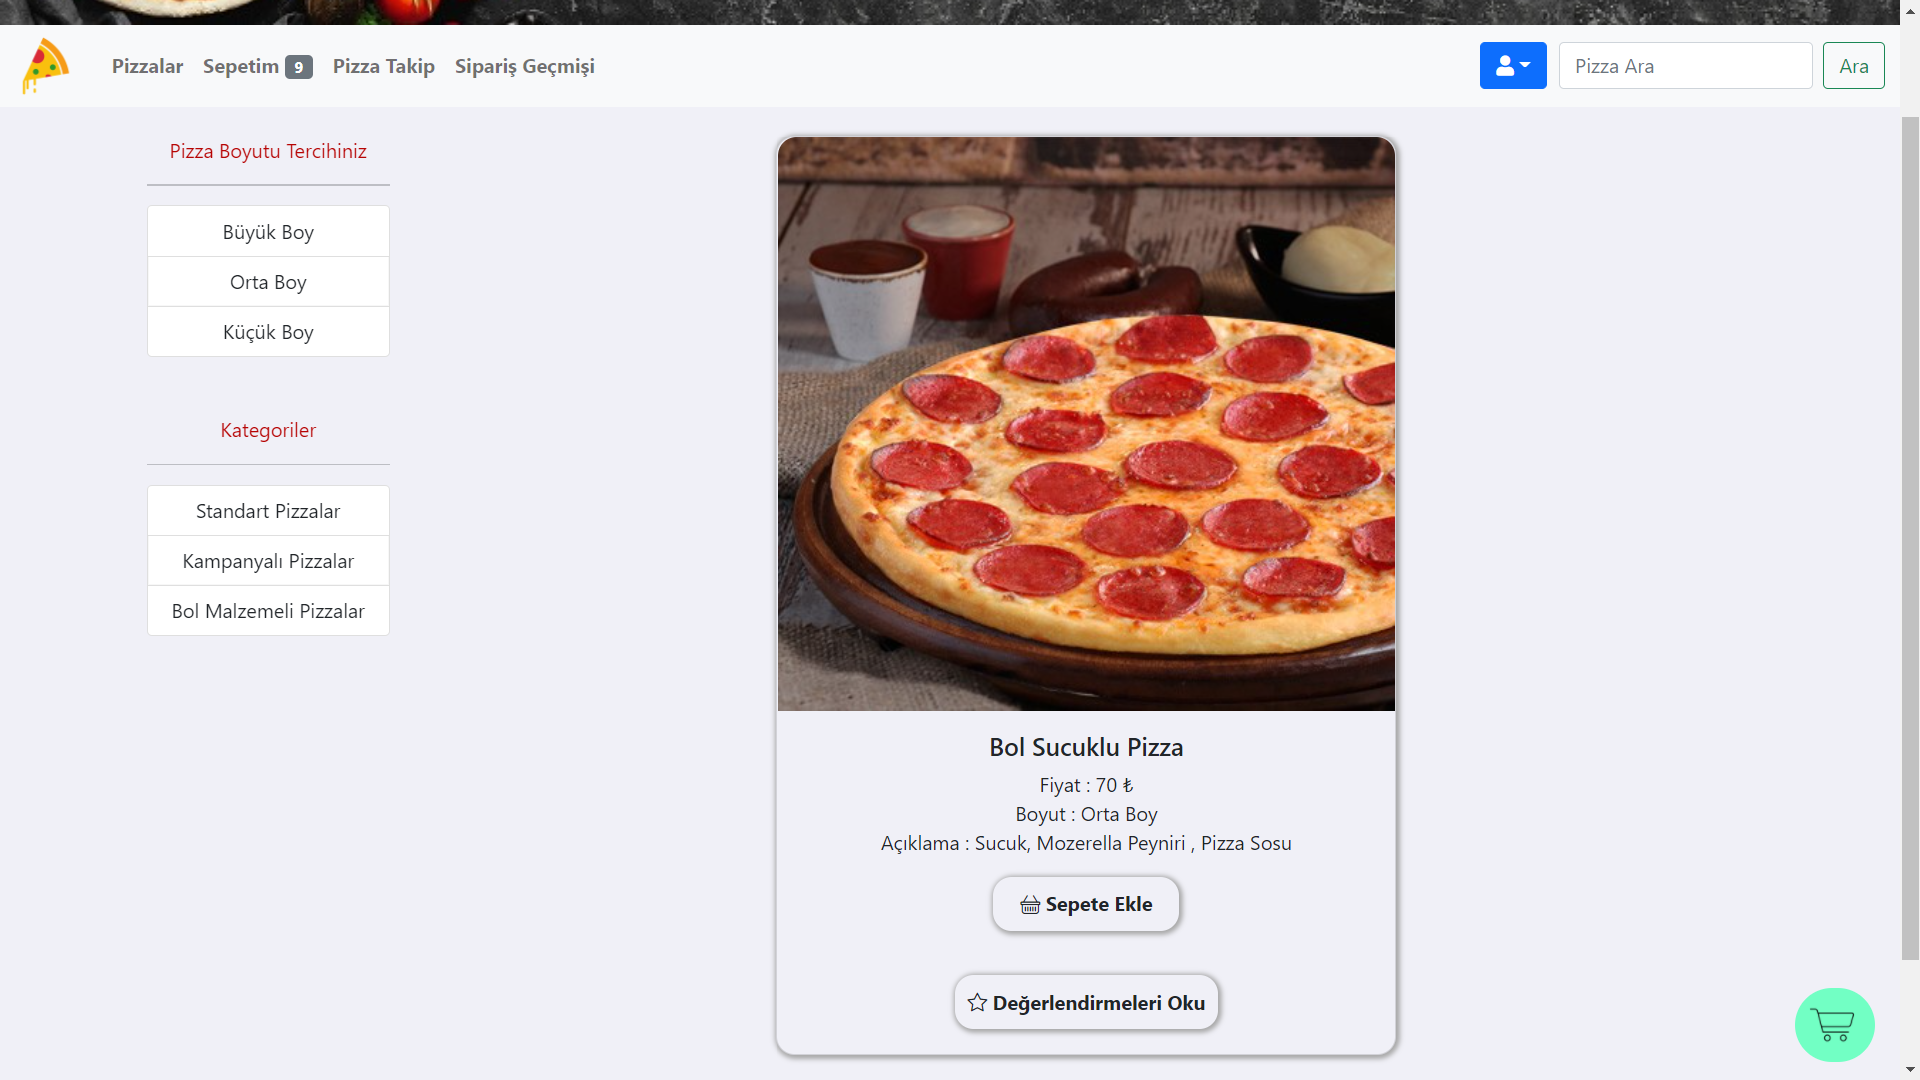 Pizzalar
Sepetim 9
Pizza Takip
Sipariş Geçmişi
Pizza Ara
Ara
Pizza Boyutu Tercihiniz
Büyük Boy
Orta Boy
Küçük Boy
Kategoriler
Standart Pizzalar
Kampanyalı Pizzalar
Bol Malzemeli Pizzalar
Bol Sucuklu Pizza
Fiyat : 70 ₺
Boyut : Orta Boy
Açıklama : Sucuk, Mozerella Peyniri , Pizza Sosu
Sepete Ekle
Değerlendirmeleri Oku